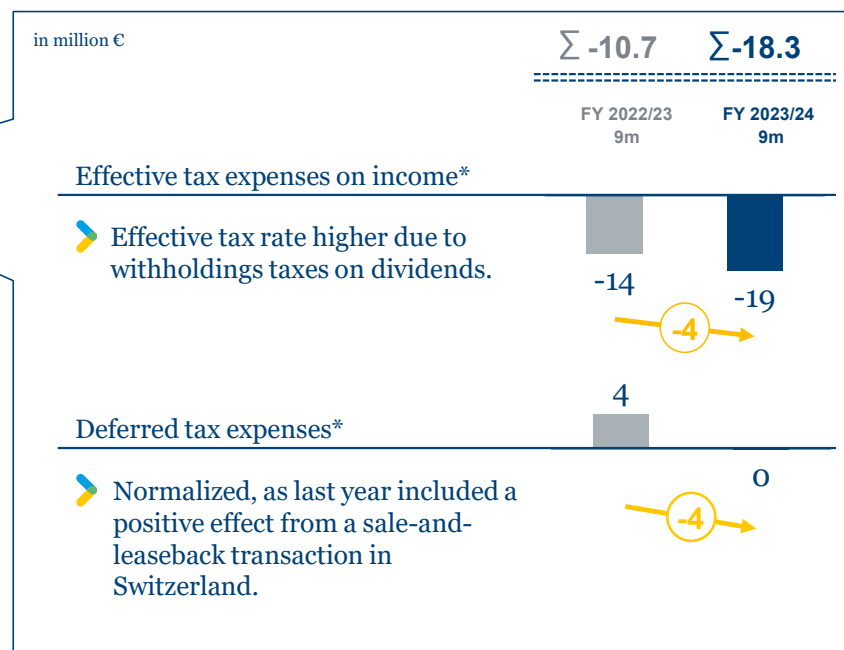 in million €
∑ -10.7 ∑-18.3
FY 2022/23 FY 2023/24
9m 9m
Effective tax expenses on income*
Effective tax rate higher due to
withholdings taxes on dividends.
-14 -19
-4
4
Deferred tax expenses*
0
Normalized, as last year included a
positive effect from a sale-and-
leaseback transaction in
Switzerland.
-4